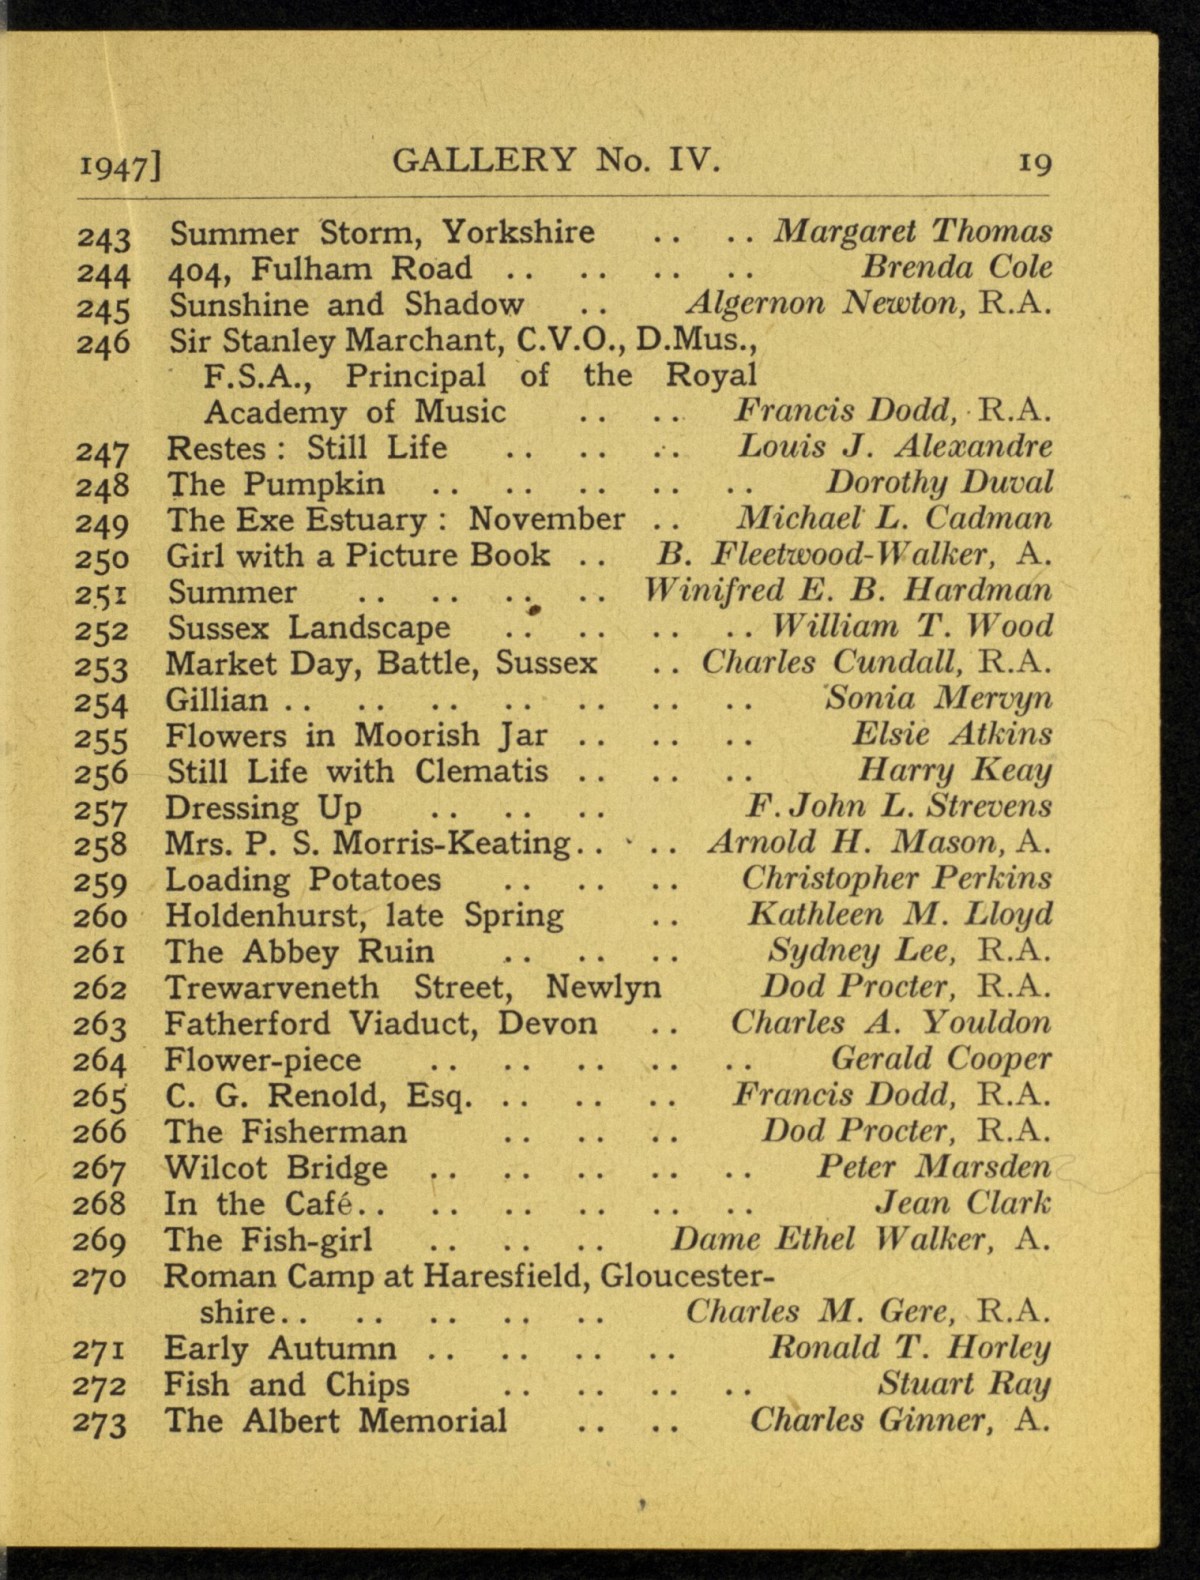 1947] GALLERY No. IV. 19
243 Summer Storm, Yorkshire .. .. Margaret Thomas
244 404, Fulham Road .. .. .. .. Brenda Cole
245 Sunshine and Shadow .. Algernon Newton, R.A.
246 Sir Stanley Marchant, C.V.O., D.Mus.,
F.S.A., Principal of the Royal
Academy of Music .. .. Francis Dodd, R.A.
247 Restes : Still Life .. .. .. Louis J. Alexandre
248 The Pumpkin .. .. .. .. .. Dorothy Duval
249 The Exe Estuary : November .. Michael L. Cadman
250 Girl with a Picture Book .. B. Fleetwood-Walker, A.
251 Summer .. .. .. .. Winifred E. B. Hardman
252 Sussex Landscape .. .. .. .. William T. Wood
253 Market Day, Battle, Sussex .. Charles Cundall, R.A.
254 Gillian .. .. .. .. .. .. .. Sonia Mervyn
255 Flowers in Moorish Jar .. .. .. Elsie Atkins
256 Still Life with Clematis .. .. .. Harry Keay
257 Dressing Up .. .. .. F. John L. Strevens
258 Mrs. P. S. Morris-Keating .. .. Arnold H. Mason, A.
259 Loading Potatoes .. .. .. Christopher Perkins
260 Holdenhurst, late Spring .. Kathleen M. Lloyd
261 The Abbey Ruin .. .. .. Sydney Lee, R.A.
262 Trewarveneth Street, Newlyn Dod Procter, R.A.
263 Fatherford Viaduct, Devon .. Charles A. Youldon
264 Flower-piece .. .. .. .. .. Gerald Cooper
265 C. G. Renold, Esq. .. .. .. Francis Dodd, R.A.
266 The Fisherman .. .. .. Dod Procter, R.A.
267 Wilcot Bridge .. .. .. .. .. Peter Marsden
268 In the Café .. .. .. .. .. .. Jean Clark
269 The Fish-girl .. .. .. Dame Ethel Walker, A.
270 Roman Camp at Haresfield, Gloucester-
shire .. .. .. .. .. Charles M. Gere, R.A.
271 Early Autumn .. .. .. .. Ronald T. Horley
272 Fish and Chips .. .. .. .. Stuart Ray
273 The Albert Memorial .. .. Charles Ginner, A.